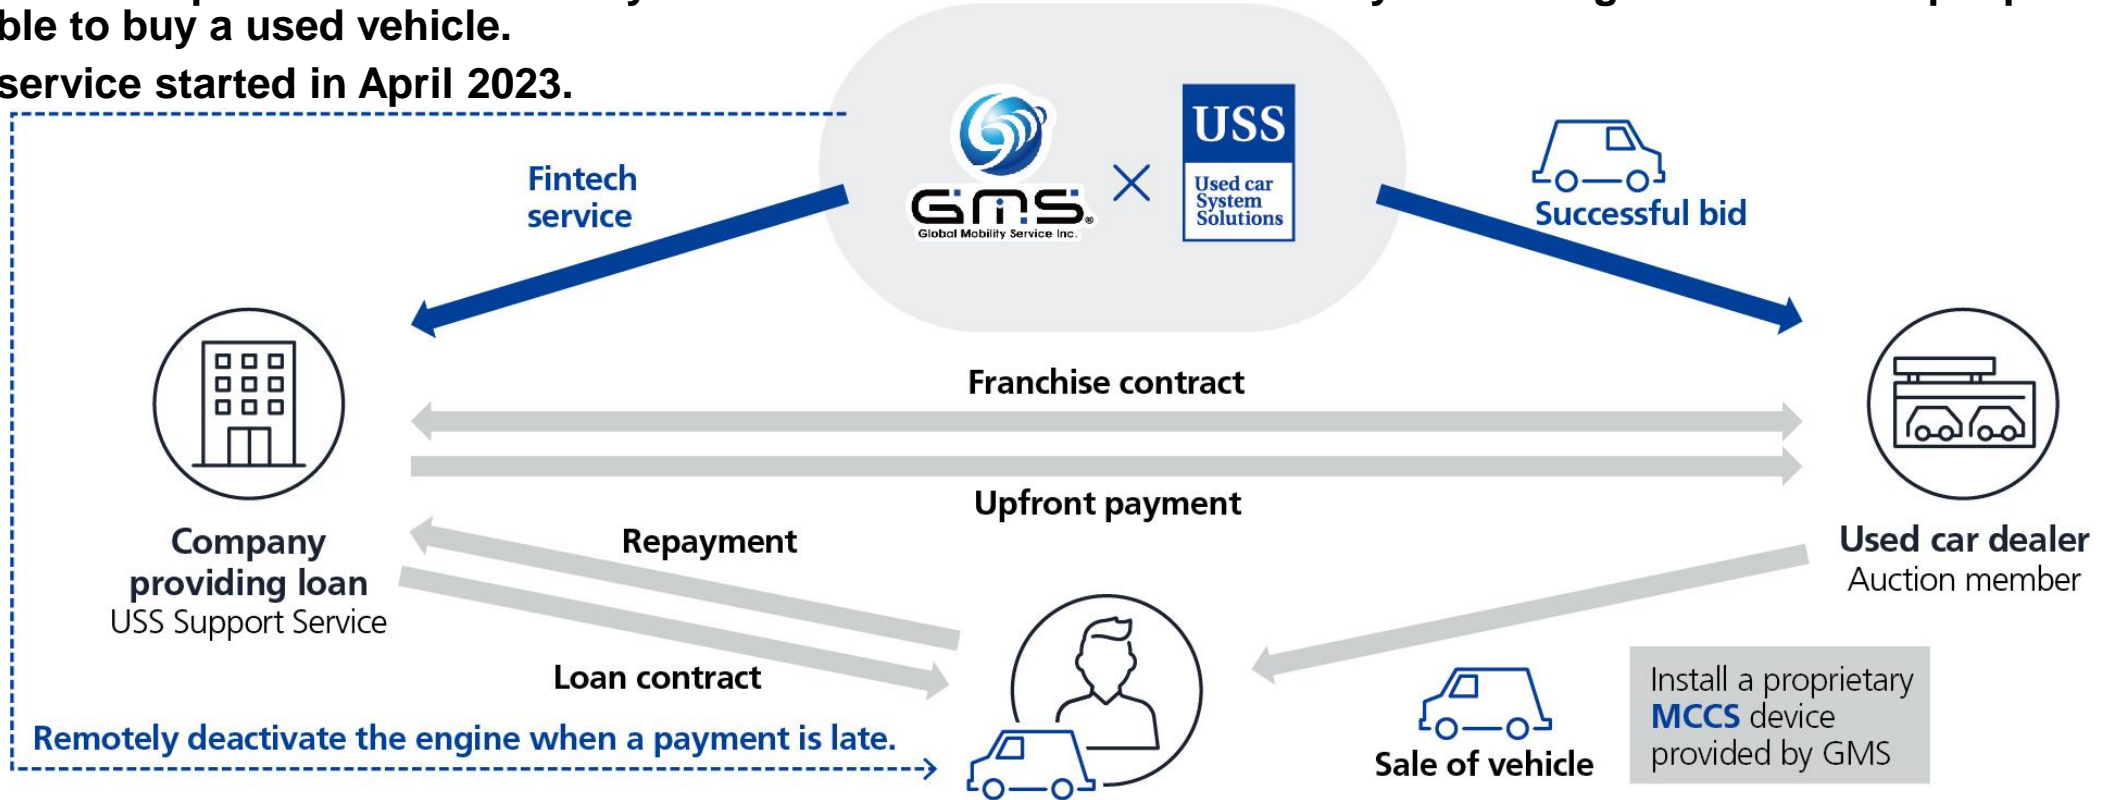 ble to buy a used vehicle.
service started in April 2023.
Fintech
service
GMS®
Global Mobility Service Inc.
USS
Used car
System
Solutions
Successful bid
Franchise contract
Upfront payment
Repayment
Loan contract
Company
providing loan
USS Support Service
Used car dealer
Auction member
Remotely deactivate the engine when a payment is late.
Sale of vehicle
Install a proprietary
MCCS device
provided by GMS